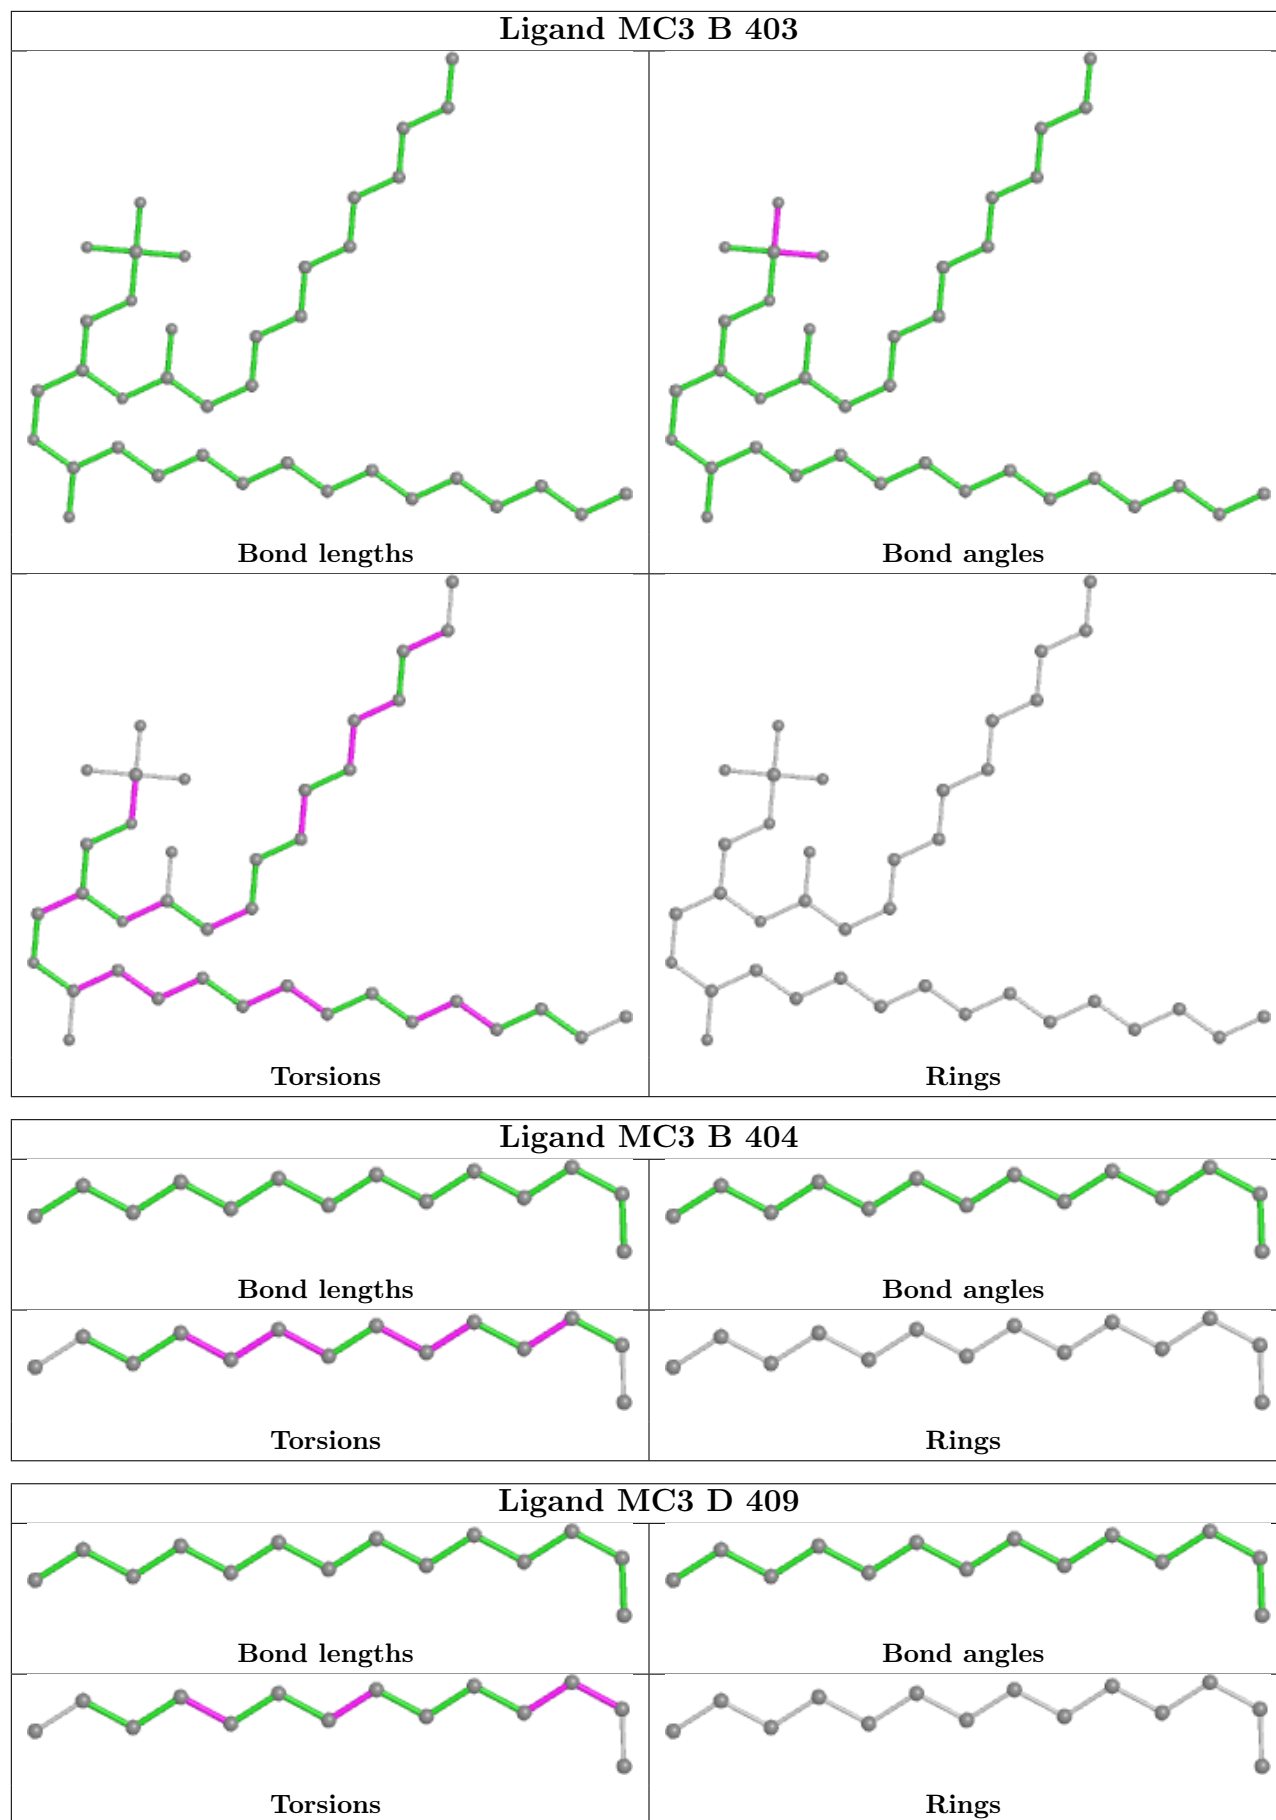 Ligand MC3 B 403
Bond lengths
Bond angles
Torsions
Rings
Ligand MC3 B 404
Bond lengths
Bond angles
Torsions
Rings
Ligand MC3 D 409
Bond lengths
Bond angles
Torsions
Rings